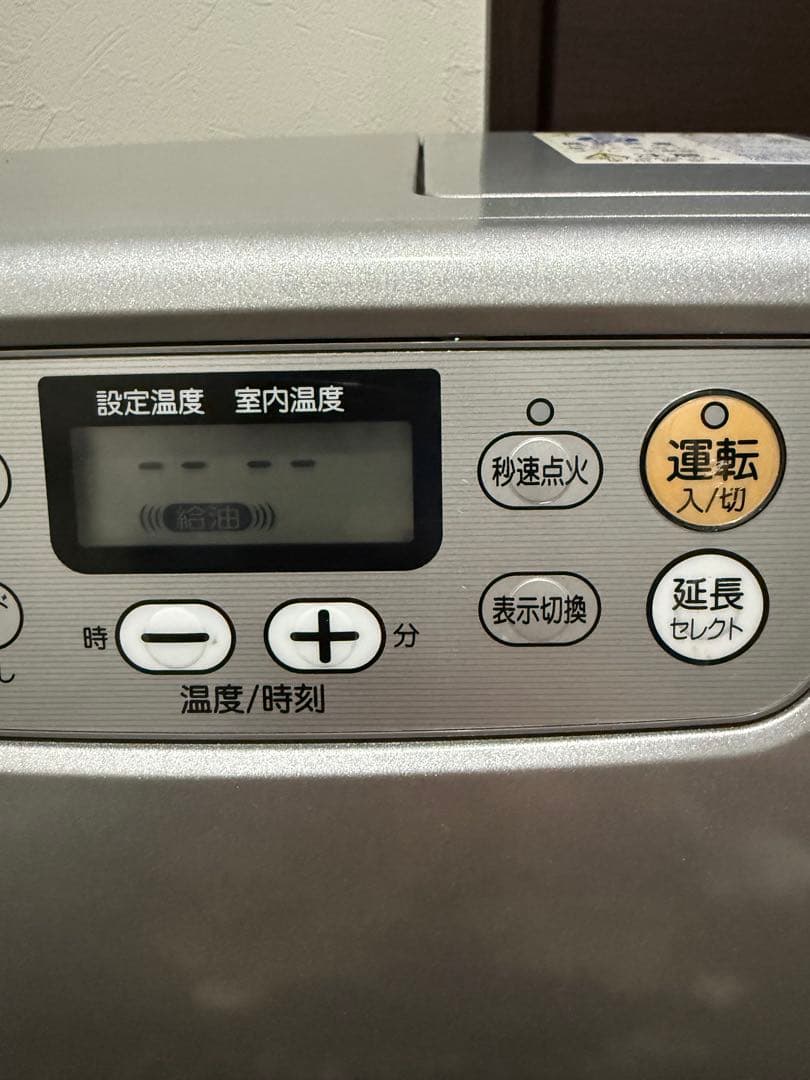 設定温度 室内温度
-- --
給油
秒速点火
運転
入/切
時 − + 分
温度/時刻
表示切換
延長
セレクト